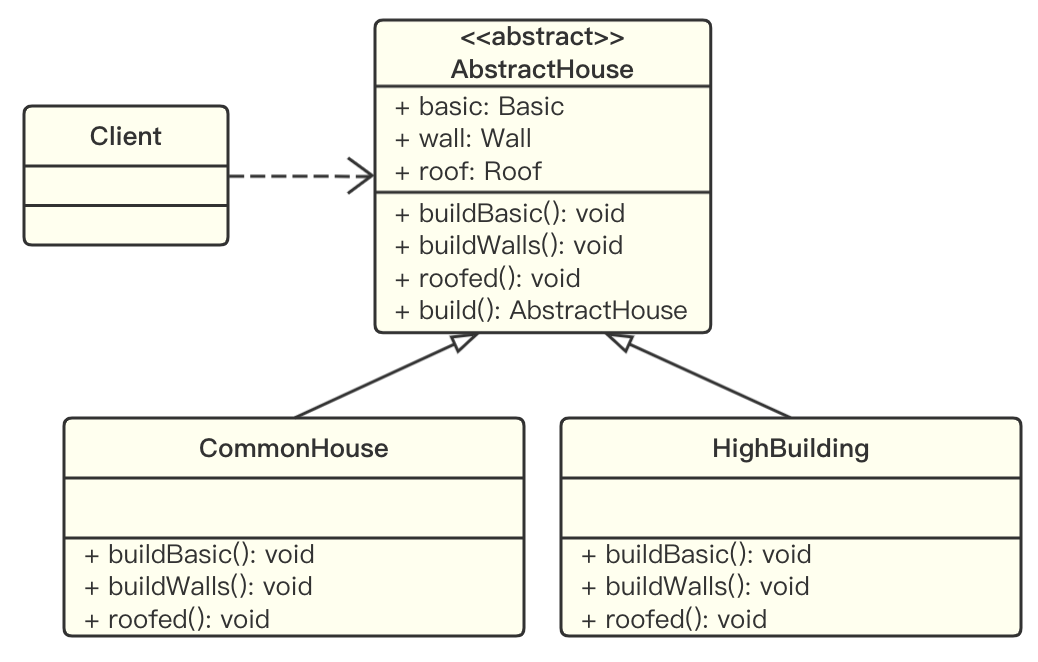 <<abstract>>
AbstractHouse
+ basic: Basic
+ wall: Wall
+ roof: Roof
+ buildBasic(): void
+ buildWalls(): void
+ roofed(): void
+ build(): AbstractHouse
Client
CommonHouse
+ buildBasic(): void
+ buildWalls(): void
+ roofed(): void
HighBuilding
+ buildBasic(): void
+ buildWalls(): void
+ roofed(): void